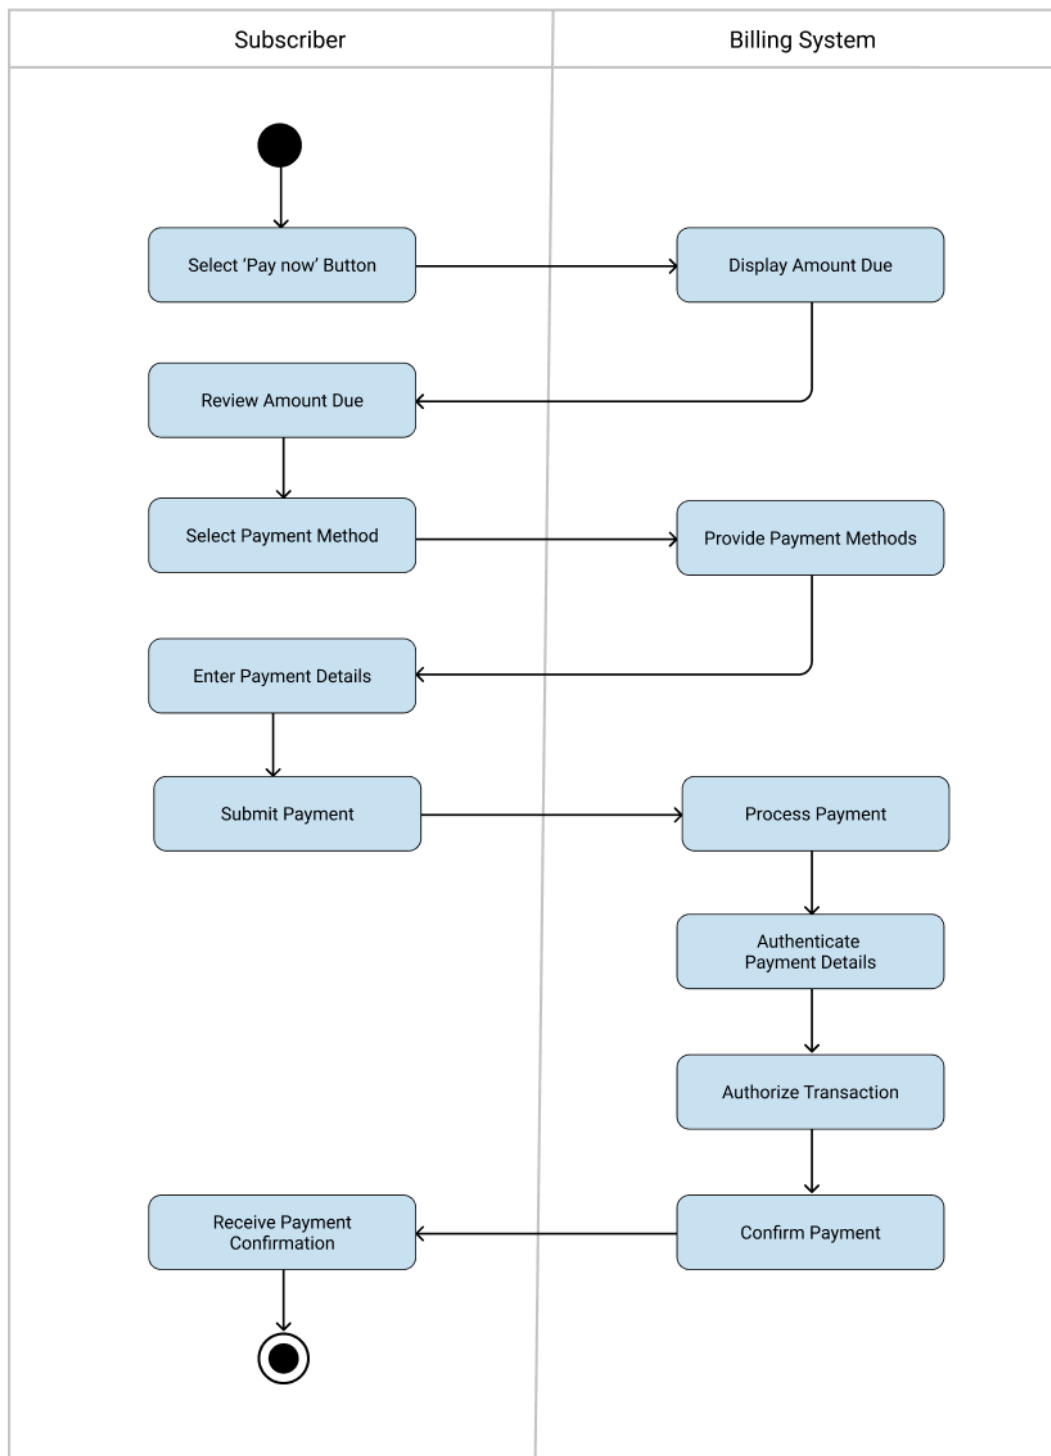 Subscriber
Billing System
Select ‘Pay now’ Button
Display Amount Due
Review Amount Due
Select Payment Method
Provide Payment Methods
Enter Payment Details
Submit Payment
Process Payment
Authenticate
Payment Details
Authorize Transaction
Receive Payment
Confirmation
Confirm Payment